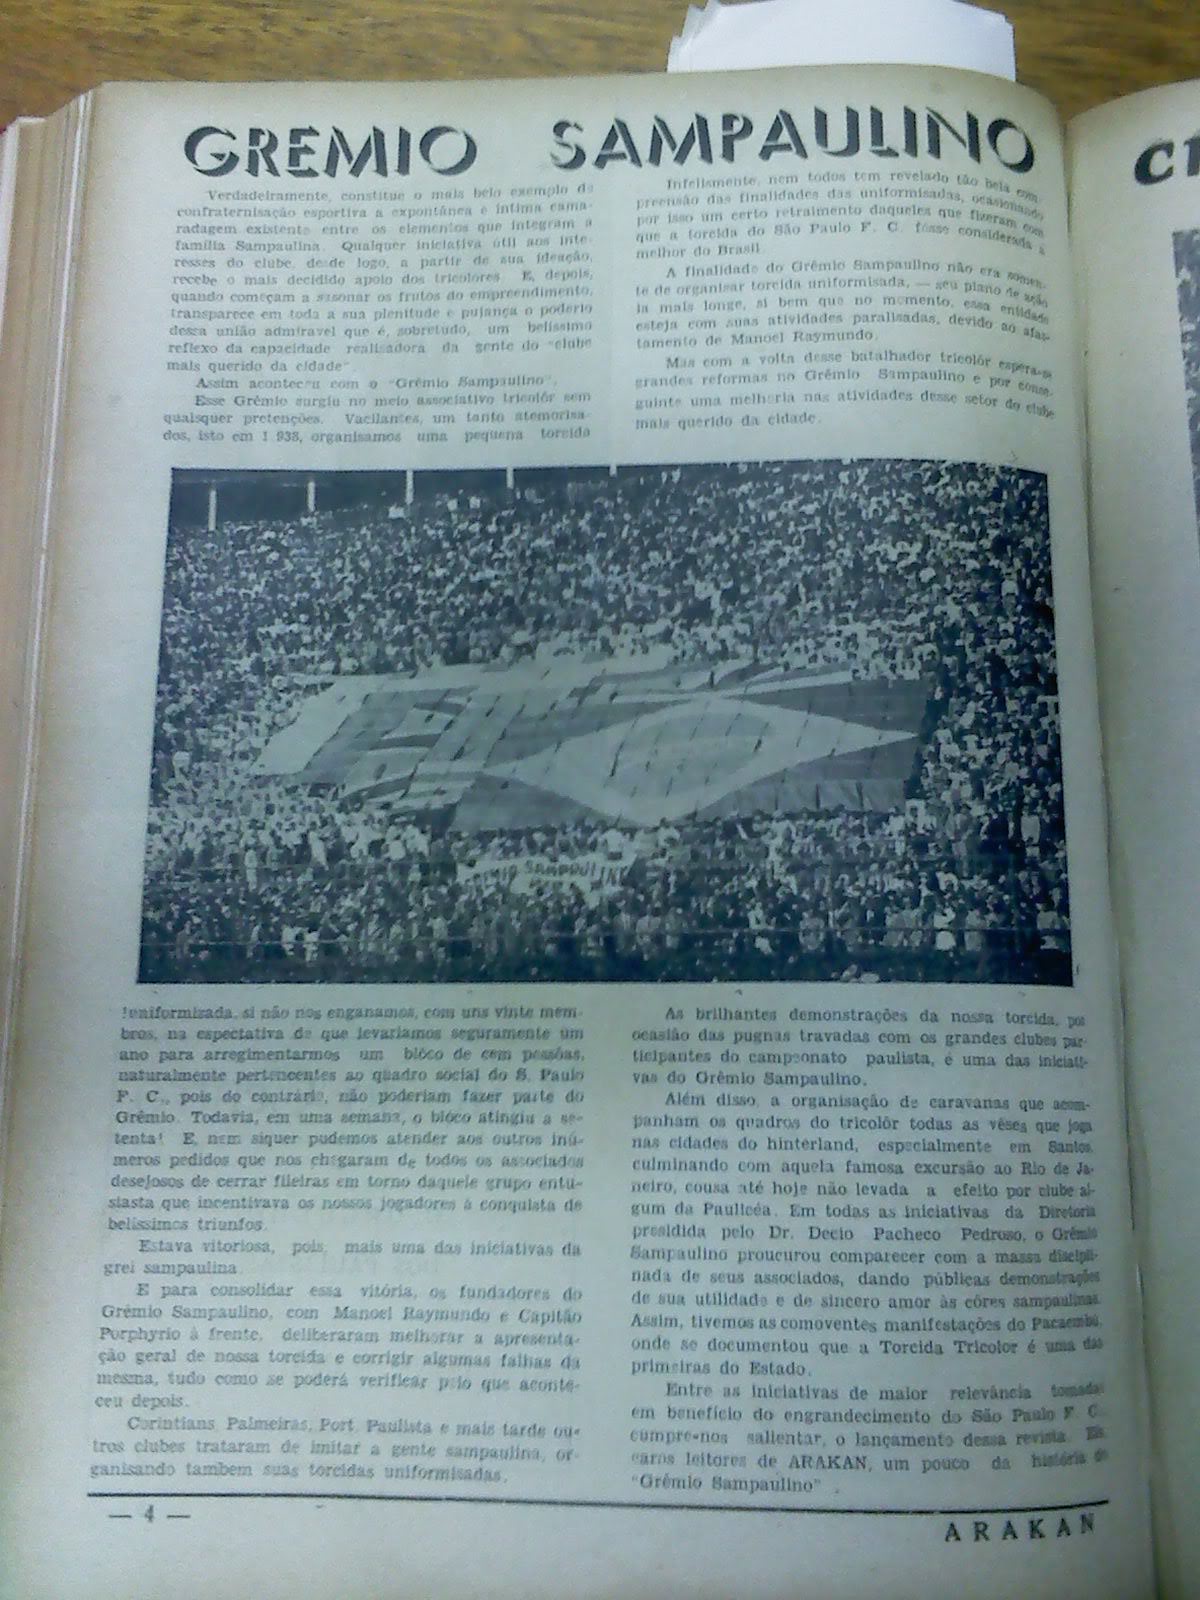 GREMIO SAMPAULINO
Verdadeiramente, constitue o mais belo exemplo de
confraternisação esportiva a expontânea e íntima cama-
radagem existente entre os elementos que integram a
família Sampaulina. Qualquer iniciativa útil aos inte-
resses do clube, desde logo, a partir de sua ideação,
recebe o mais decidido apoio dos tricolores. E, depois,
quando começam a sasonar os frutos do empreendimento,
transparece em toda a sua plenitude e pujança o poderio
dessa união admiravel que é, sobretudo, um belissimo
reflexo da capacidade realisadora da gente do "clube
mais querido da cidade".
Assim aconteceu com o "Grêmio Sampaulino".
Esse Grêmio surgiu no meio associativo tricolôr sem
quaisquer pretenções. Vacilantes, um tanto atemorisa-
dos, isto em 1 938, organisamos uma pequena torcida
!uniformizada, si não nos enganamos, com uns vinte mem-
bros, na espectativa de que levariamos seguramente um
ano para arregimentarmos um blóco de cem pessôas,
naturalmente pertencentes ao quadro social do S. Paulo
F. C., pois do contrário, não poderiam fazer parte do
Grêmio. Todavia, em uma semana, o blóco atingiu a se-
tenta! E, nem siquer pudemos atender aos outros inú-
meros pedidos que nos chegaram de todos os associados
desejosos de cerrar fileiras em torno daquele grupo entu-
siasta que incentivava os nossos jogadores à conquista de
belissimos triunfos.
Estava vitoriosa, pois, mais uma das iniciativas da
grei sampaulina.
E para consolidar essa vitória, os fundadores do
Grêmio Sampaulino, com Manoel Raymundo e Capitão
Porphyrio à frente, deliberaram melhorar a apresenta-
ção geral de nossa torcida e corrigir algumas falhas da
mesma, tudo como se poderá verificar pelo que aconte-
ceu depois.
Corintians Palmeiras, Port. Paulista e mais tarde ou-
tros clubes trataram de imitar a gente sampaulina, or-
ganisando tambem suas torcidas uniformisadas.
Infelismente, nem todos tem revelado tão bela com-
preensão das finalidades das uniformisadas, ocasionando
por isso um certo retraimento daqueles que fizeram com
que a torcida do São Paulo F. C. fosse considerada a
melhor do Brasil.
A finalidade do Grêmio Sampaulino não era somen-
te de organisar torcida uniformisada, — seu plano de ação
ia mais longe, si bem que no momento, essa entidade
esteja com suas atividades paralisadas, devido ao afas-
tamento de Manoel Raymundo.
Mas com a volta desse batalhador tricolôr espera-se
grandes reformas no Grêmio Sampaulino e por conse-
guinte uma melhoria nas atividades desse setor do clube
mais querido da cidade.
As brilhantes demonstrações da nossa torcida, por
ocasião das pugnas travadas com os grandes clubes par-
ticipantes do campeonato paulista, é uma das iniciati-
vas do Grêmio Sampaulino.
Além disso, a organisação de caravanas que acom-
panham os quadros do tricolôr todas as vêses que joga
nas cidades do hinterland, especialmente em Santos,
culminando com aquela famosa excursão ao Rio de Ja-
neiro, cousa até hoje não levada a efeito por clube al-
gum da Paulicéa. Em todas as iniciativas da Diretoria
presidida pelo Dr. Decio Pacheco Pedroso, o Grêmio
Sampaulino proucurou comparecer com a massa discipli-
nada de seus associados, dando públicas demonstrações
de sua utilidade e de sincero amor às côres sampaulinas.
Assim, tivemos as comoventes manifestações do Pacaembú,
onde se documentou que a Torcida Tricolor é uma das
primeiras do Estado.
Entre as iniciativas de maior relevância tomadas
em benefício do engrandecimento do São Paulo F. C.
cumpre-nos salientar, o lançamento dessa revista. Eis
caros leitores de ARAKAN, um pouco da história do
"Grêmio Sampaulino".
— 4 —
ARAKAN